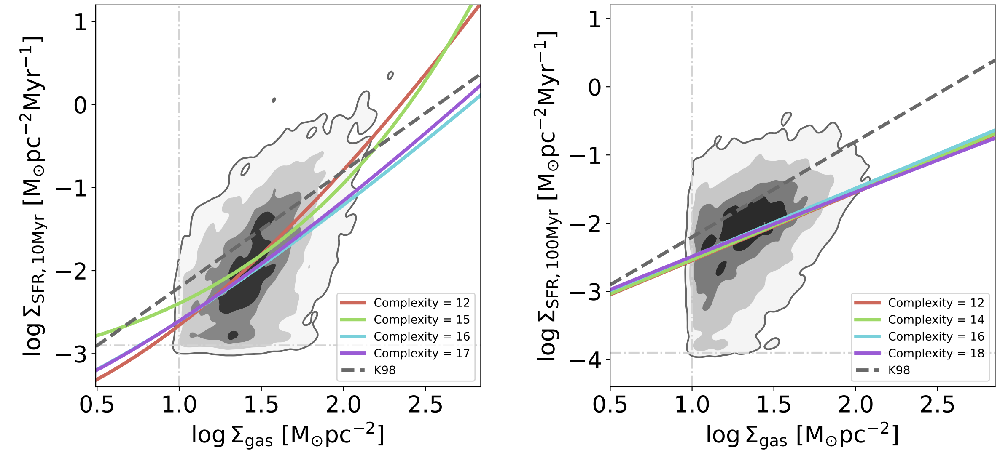 log Σ_SFR, 10Myr [M⊙pc⁻²Myr⁻¹]
1
0
−1
−2
−3
0.5 1.0 1.5 2.0 2.5
log Σ_gas [M⊙pc⁻²]
Complexity = 12
Complexity = 15
Complexity = 16
Complexity = 17
K98
log Σ_SFR, 100Myr [M⊙pc⁻²Myr⁻¹]
1
0
−1
−2
−3
−4
0.5 1.0 1.5 2.0 2.5
log Σ_gas [M⊙pc⁻²]
Complexity = 12
Complexity = 14
Complexity = 16
Complexity = 18
K98